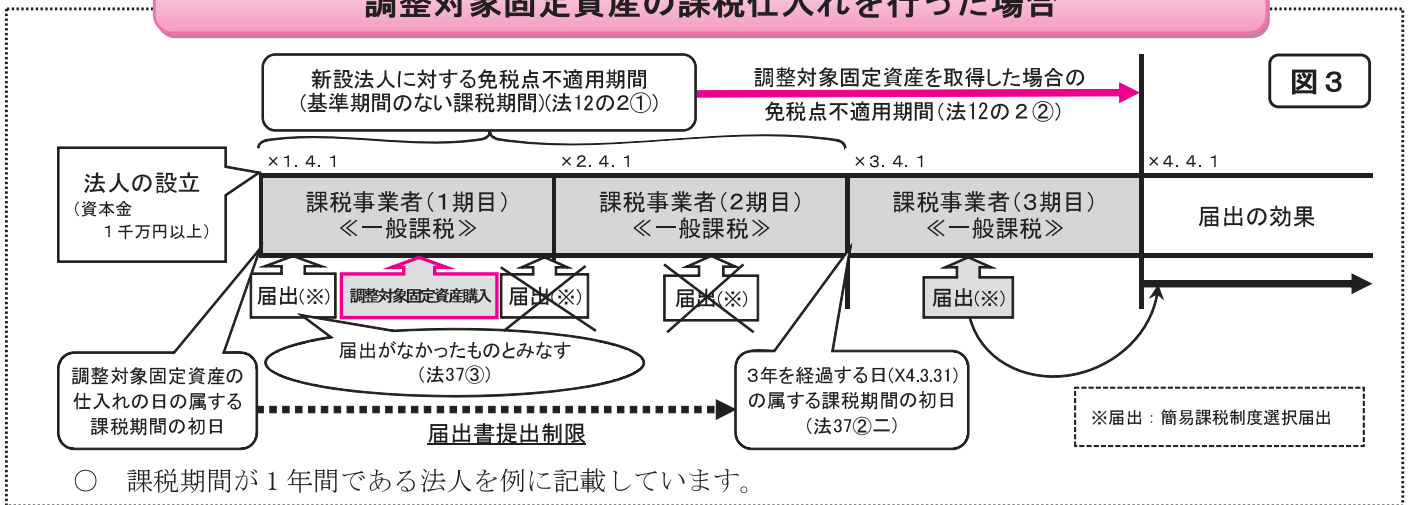 調整対象固定資産の課税仕入れを行った場合
新設法人に対する免税点不適用期間
(基準期間のない課税期間)(法12の2①)
調整対象固定資産を取得した場合の
免税点不適用期間(法12の2②)
図3
×1.4.1
×2.4.1
×3.4.1
×4.4.1
法人の設立
(資本金
1千万円以上)
課税事業者(1期目)
≪一般課税≫
課税事業者(2期目)
≪一般課税≫
課税事業者(3期目)
≪一般課税≫
届出の効果
届出(※)
調整対象固定資産購入
届出(※)
届出(※)
届出(※)
届出がなかったものとみなす
(法37③)
調整対象固定資産の
仕入れの日の属する
課税期間の初日
届出書提出制限
3年を経過する日(X4.3.31)
の属する課税期間の初日
(法37②二)
※届出:簡易課税制度選択届出
○ 課税期間が1年間である法人を例に記載しています。